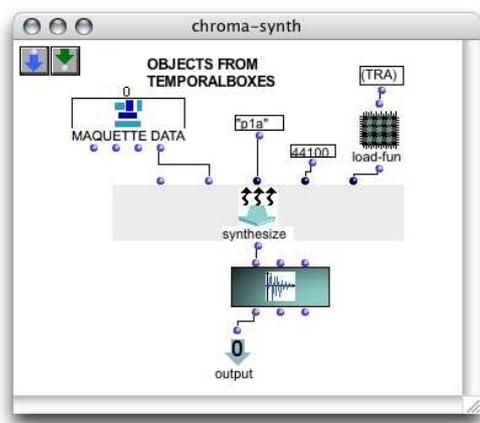 chroma-synth
OBJECTS FROM
TEMPORALBOXES
0
MAQUETTE DATA
"p1a"
44100
(TRA)
load-fun
synthesize
0
output